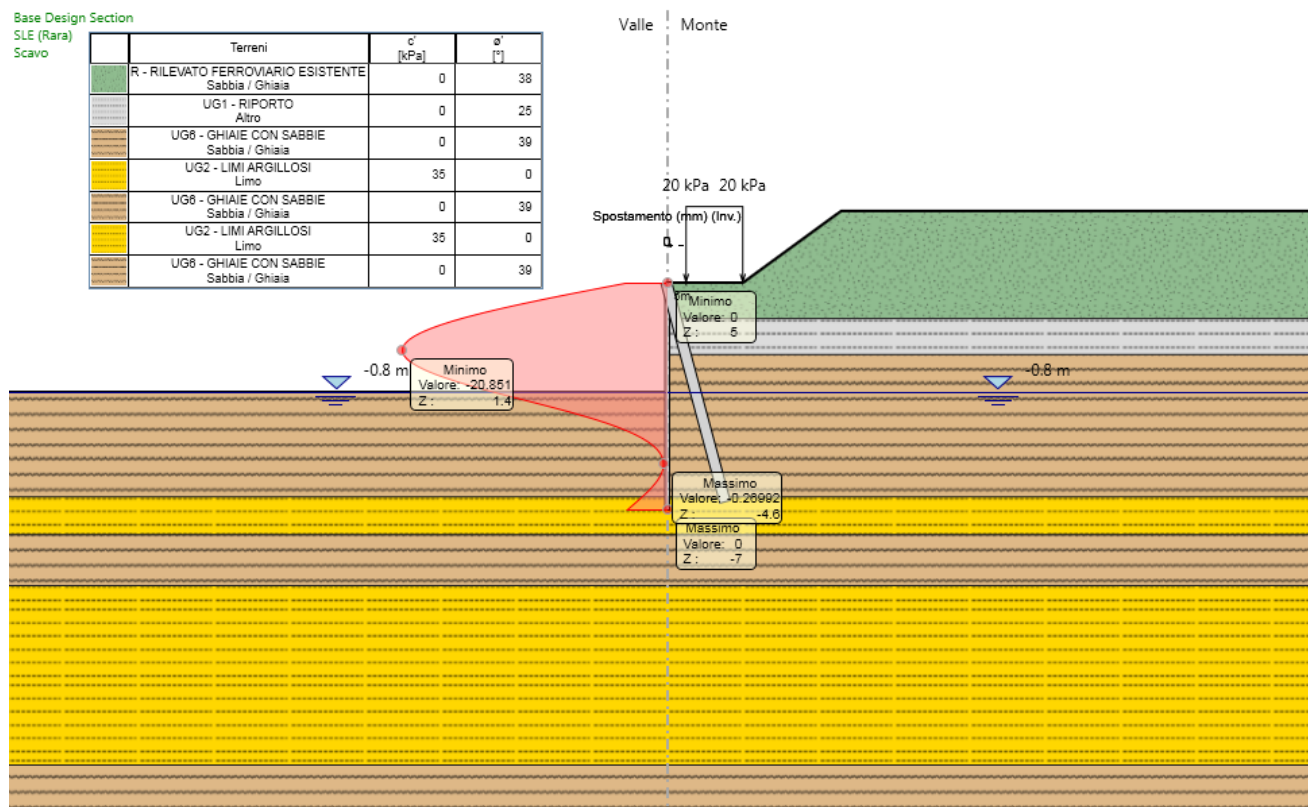 Base Design Section
SLE (Rara)
Scavo
Terreni c' [kPa] ø' [°]
R - RILEVATO FERROVIARIO ESISTENTE
Sabbia / Ghiaia 0 38
UG1 - RIPORTO
Altro 0 25
UG6 - GHIAIE CON SABBIE
Sabbia / Ghiaia 0 39
UG2 - LIMI ARGILLOSI
Limo 35 0
UG6 - GHIAIE CON SABBIE
Sabbia / Ghiaia 0 39
UG2 - LIMI ARGILLOSI
Limo 35 0
UG6 - GHIAIE CON SABBIE
Sabbia / Ghiaia 0 39
Valle Monte
20 kPa 20 kPa
Spostamento (mm) (Inv.)
Minimo
Valore: 0
Z : 5
-0.8 m
Minimo
Valore: -20.851
Z : 1.4
-0.8 m
Massimo
Valore: -0.26992
Z : -4.6
Massimo
Valore: 0
Z : -7